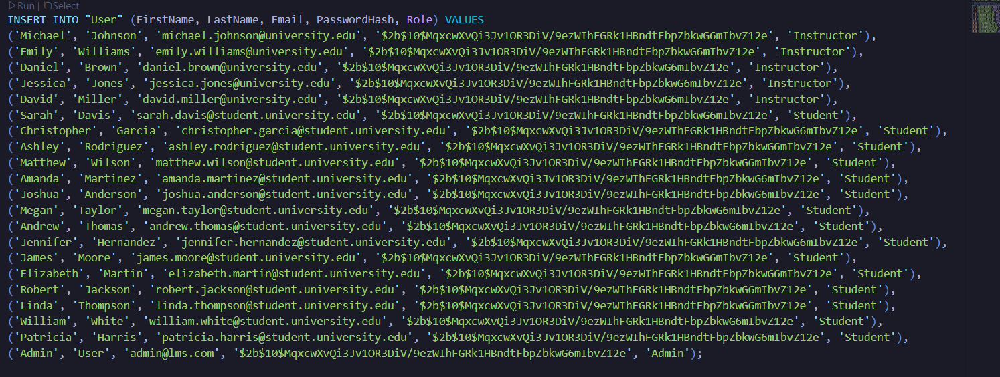 Run | Select
INSERT INTO "User" (FirstName, LastName, Email, PasswordHash, Role) VALUES
('Michael', 'Johnson', 'michael.johnson@university.edu', '$2b$10$MqxcwXvQi3Jv1OR3DiV/9ezWIhFGRk1HBndtFbpZbkwG6mIbvZ12e', 'Instructor'),
('Emily', 'Williams', 'emily.williams@university.edu', '$2b$10$MqxcwXvQi3Jv1OR3DiV/9ezWIhFGRk1HBndtFbpZbkwG6mIbvZ12e', 'Instructor'),
('Daniel', 'Brown', 'daniel.brown@university.edu', '$2b$10$MqxcwXvQi3Jv1OR3DiV/9ezWIhFGRk1HBndtFbpZbkwG6mIbvZ12e', 'Instructor'),
('Jessica', 'Jones', 'jessica.jones@university.edu', '$2b$10$MqxcwXvQi3Jv1OR3DiV/9ezWIhFGRk1HBndtFbpZbkwG6mIbvZ12e', 'Instructor'),
('David', 'Miller', 'david.miller@university.edu', '$2b$10$MqxcwXvQi3Jv1OR3DiV/9ezWIhFGRk1HBndtFbpZbkwG6mIbvZ12e', 'Instructor'),
('Sarah', 'Davis', 'sarah.davis@student.university.edu', '$2b$10$MqxcwXvQi3Jv1OR3DiV/9ezWIhFGRk1HBndtFbpZbkwG6mIbvZ12e', 'Student'),
('Christopher', 'Garcia', 'christopher.garcia@student.university.edu', '$2b$10$MqxcwXvQi3Jv1OR3DiV/9ezWIhFGRk1HBndtFbpZbkwG6mIbvZ12e', 'Student'),
('Ashley', 'Rodriguez', 'ashley.rodriguez@student.university.edu', '$2b$10$MqxcwXvQi3Jv1OR3DiV/9ezWIhFGRk1HBndtFbpZbkwG6mIbvZ12e', 'Student'),
('Matthew', 'Wilson', 'matthew.wilson@student.university.edu', '$2b$10$MqxcwXvQi3Jv1OR3DiV/9ezWIhFGRk1HBndtFbpZbkwG6mIbvZ12e', 'Student'),
('Amanda', 'Martinez', 'amanda.martinez@student.university.edu', '$2b$10$MqxcwXvQi3Jv1OR3DiV/9ezWIhFGRk1HBndtFbpZbkwG6mIbvZ12e', 'Student'),
('Joshua', 'Anderson', 'joshua.anderson@student.university.edu', '$2b$10$MqxcwXvQi3Jv1OR3DiV/9ezWIhFGRk1HBndtFbpZbkwG6mIbvZ12e', 'Student'),
('Megan', 'Taylor', 'megan.taylor@student.university.edu', '$2b$10$MqxcwXvQi3Jv1OR3DiV/9ezWIhFGRk1HBndtFbpZbkwG6mIbvZ12e', 'Student'),
('Andrew', 'Thomas', 'andrew.thomas@student.university.edu', '$2b$10$MqxcwXvQi3Jv1OR3DiV/9ezWIhFGRk1HBndtFbpZbkwG6mIbvZ12e', 'Student'),
('Jennifer', 'Hernandez', 'jennifer.hernandez@student.university.edu', '$2b$10$MqxcwXvQi3Jv1OR3DiV/9ezWIhFGRk1HBndtFbpZbkwG6mIbvZ12e', 'Student'),
('James', 'Moore', 'james.moore@student.university.edu', '$2b$10$MqxcwXvQi3Jv1OR3DiV/9ezWIhFGRk1HBndtFbpZbkwG6mIbvZ12e', 'Student'),
('Elizabeth', 'Martin', 'elizabeth.martin@student.university.edu', '$2b$10$MqxcwXvQi3Jv1OR3DiV/9ezWIhFGRk1HBndtFbpZbkwG6mIbvZ12e', 'Student'),
('Robert', 'Jackson', 'robert.jackson@student.university.edu', '$2b$10$MqxcwXvQi3Jv1OR3DiV/9ezWIhFGRk1HBndtFbpZbkwG6mIbvZ12e', 'Student'),
('Linda', 'Thompson', 'linda.thompson@student.university.edu', '$2b$10$MqxcwXvQi3Jv1OR3DiV/9ezWIhFGRk1HBndtFbpZbkwG6mIbvZ12e', 'Student'),
('William', 'White', 'william.white@student.university.edu', '$2b$10$MqxcwXvQi3Jv1OR3DiV/9ezWIhFGRk1HBndtFbpZbkwG6mIbvZ12e', 'Student'),
('Patricia', 'Harris', 'patricia.harris@student.university.edu', '$2b$10$MqxcwXvQi3Jv1OR3DiV/9ezWIhFGRk1HBndtFbpZbkwG6mIbvZ12e', 'Student'),
('Admin', 'User', 'admin@lms.com', '$2b$10$MqxcwXvQi3Jv1OR3DiV/9ezWIhFGRk1HBndtFbpZbkwG6mIbvZ12e', 'Admin');